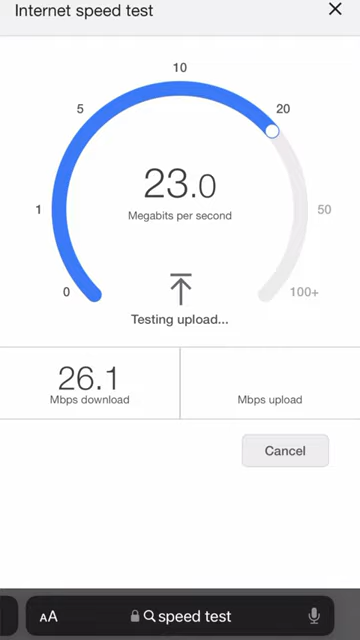 Internet speed test
10
5
20
23.0
1
50
Megabits per second
0
100+
Testing upload...
26.1
Mbps download
Mbps upload
Cancel
AA
speed test